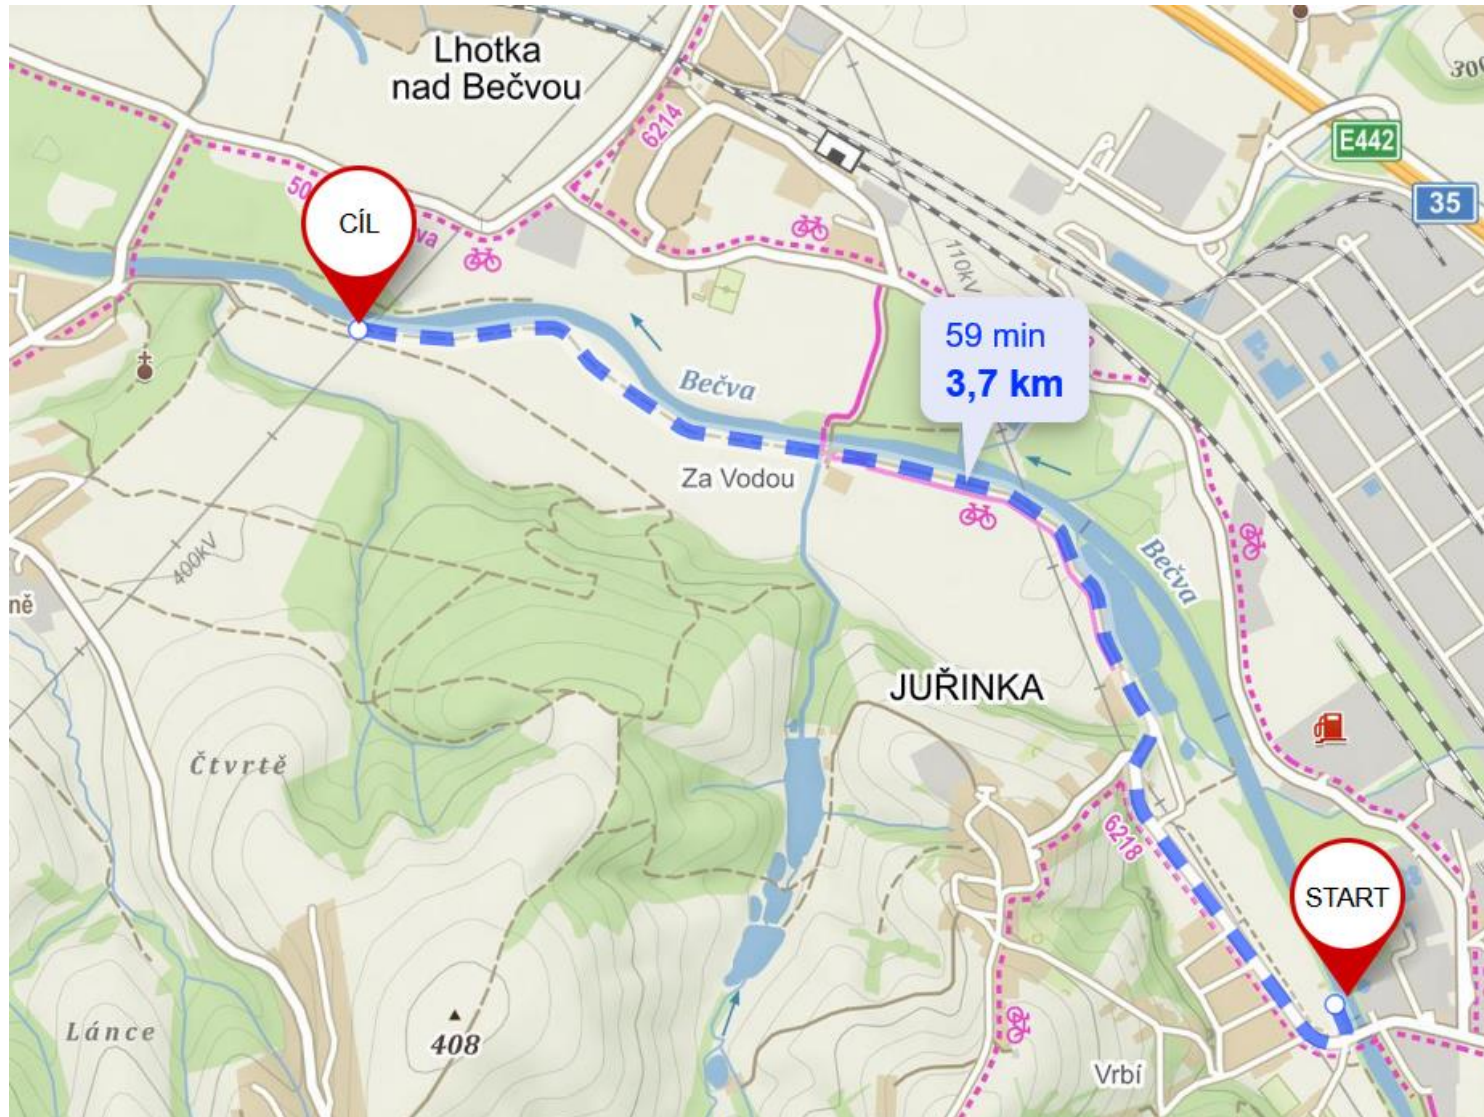 Lhotka
nad Bečvou
300
E442
35
6214
50
CÍL
va
110kV
59 min
3,7 km
Bečva
Za Vodou
Bečva
400kV
ně
JUŘINKA
Čtvrtě
6218
START
Lánce
408
Vrbí